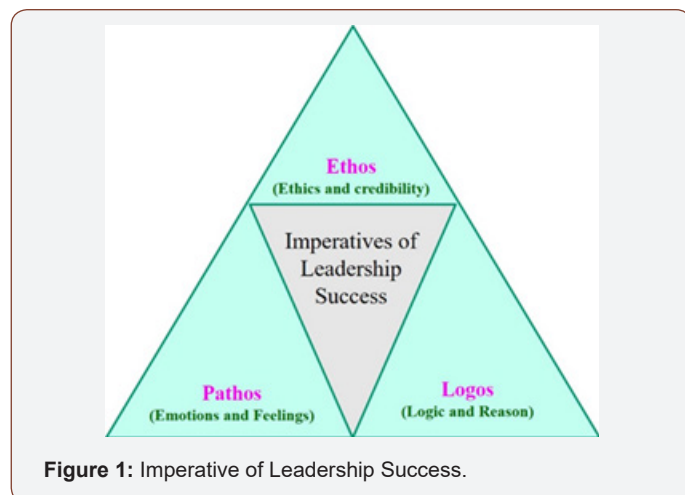 Ethos
(Ethics and credibility)
Imperatives of
Leadership
Success
Pathos
(Emotions and Feelings)
Logos
(Logic and Reason)
Figure 1: Imperative of Leadership Success.